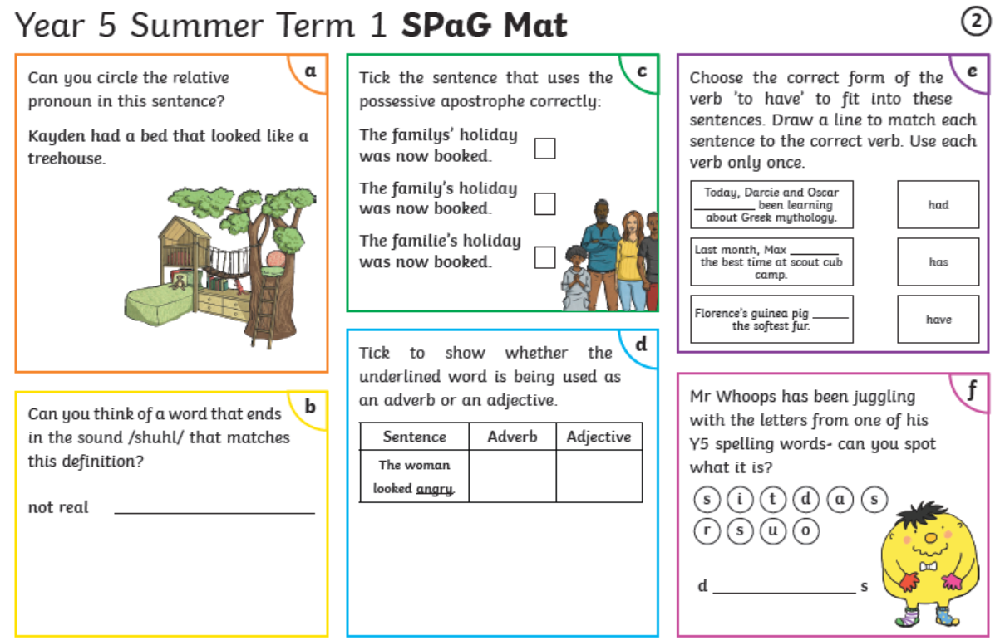 Year 5 Summer Term 1 SPaG Mat
2
a
Can you circle the relative
pronoun in this sentence?
Kayden had a bed that looked like a
treehouse.
b
Can you think of a word that ends
in the sound /shuhl/ that matches
this definition?
not real ____________________
c
Tick the sentence that uses the
possessive apostrophe correctly:
The familys' holiday
was now booked.
The family's holiday
was now booked.
The familie's holiday
was now booked.
d
Tick to show whether the
underlined word is being used as
an adverb or an adjective.
Sentence Adverb Adjective
The woman
looked angry.
e
Choose the correct form of the
verb 'to have' to fit into these
sentences. Draw a line to match each
sentence to the correct verb. Use each
verb only once.
Today, Darcie and Oscar
________ been learning
about Greek mythology.
had
Last month, Max _______
the best time at scout cub
camp.
has
Florence's guinea pig _____
the softest fur.
have
f
Mr Whoops has been juggling
with the letters from one of his
Y5 spelling words- can you spot
what it is?
s i t d a s
r s u o
d ________________ s